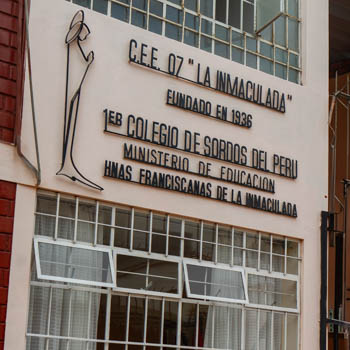 C.E.E. 07 "LA INMACULADA"
FUNDADO EN 1936
1ER COLEGIO DE SORDOS DEL PERU
MINISTERIO DE EDUCACIÓN
HNAS FRANCISCANAS DE LA INMACULADA